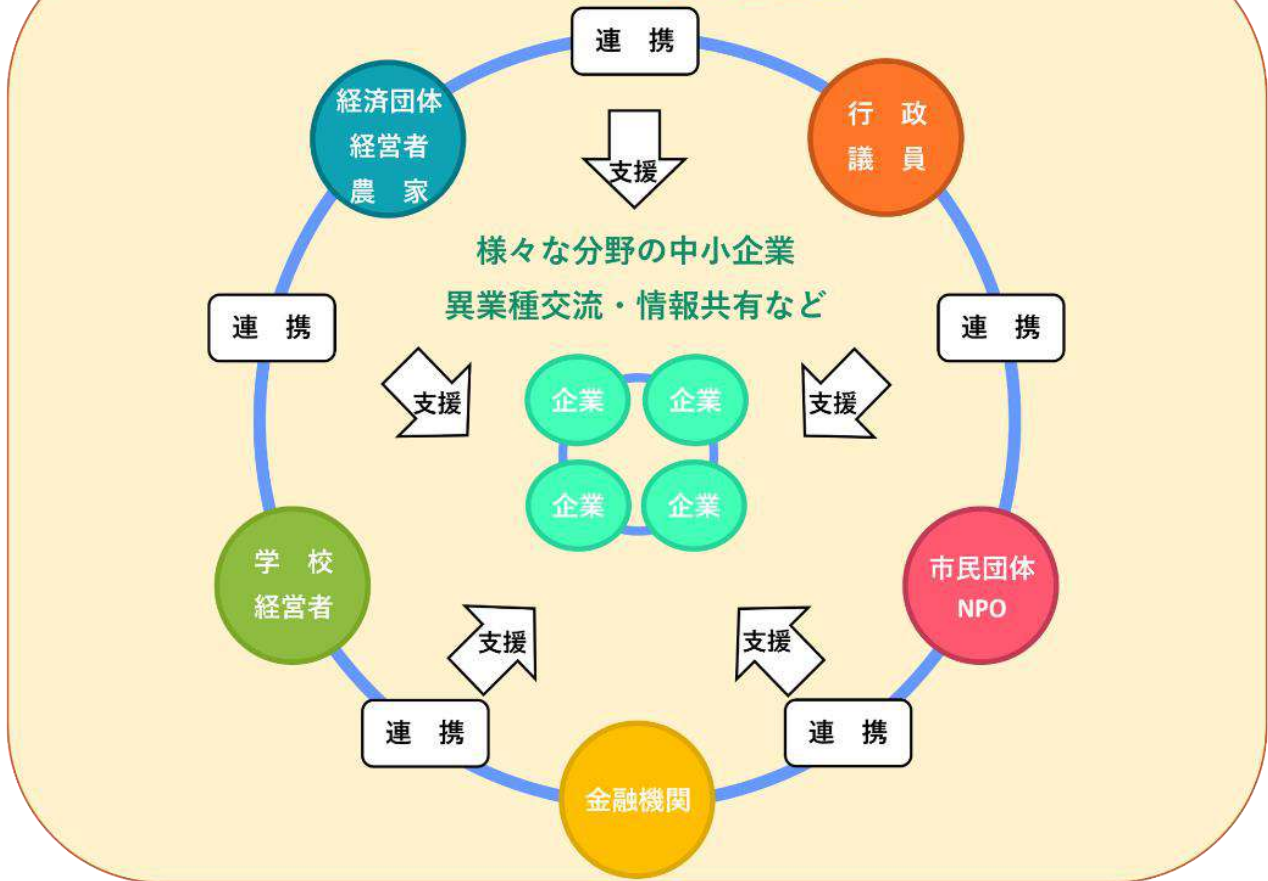 連　携
経済団体
経営者
農　家
行　政
議　員
支援
様々な分野の中小企業
異業種交流・情報共有など
連　携
連　携
支援
支援
企業
企業
企業
企業
学　校
経営者
市民団体
NPO
支援
支援
連　携
連　携
金融機関